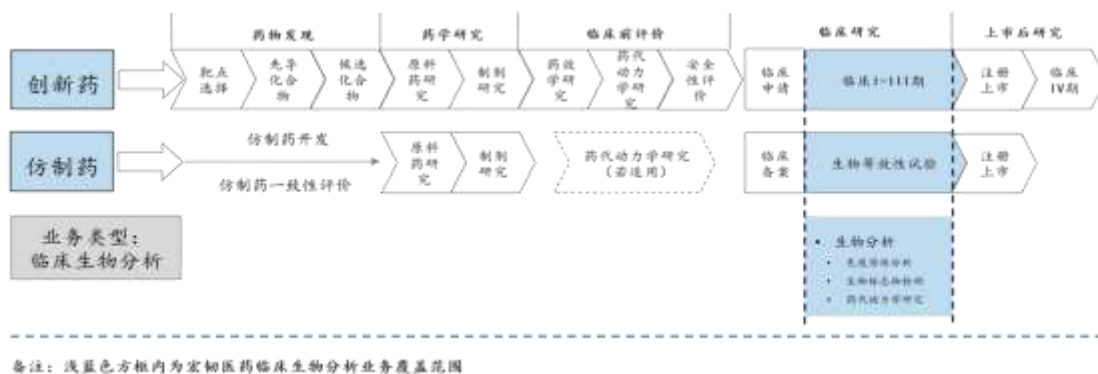 药物发现 药学研究 临床前评价 临床研究 上市后研究
创新药
靶点
选择
先导
化合
物
候选
化合
物
原料
药研
究
制剂
研究
药效
学研
究
药代
动力
学研
究
安全
性评
价
临床
申请
临床I-III期
注册
上市
临床
IV期
仿制药
仿制药开发
仿制药一致性评价
原料
药研
究
制剂
研究
药代动力学研究
(若适用)
临床
备案
生物等效性试验
注册
上市
业务类型:
临床生物分析
• 生物分析
• 免疫原性分析
• 生物标志物检测
• 药代动力学研究
备注: 浅蓝色方框内为宏韧医药临床生物分析业务覆盖范围